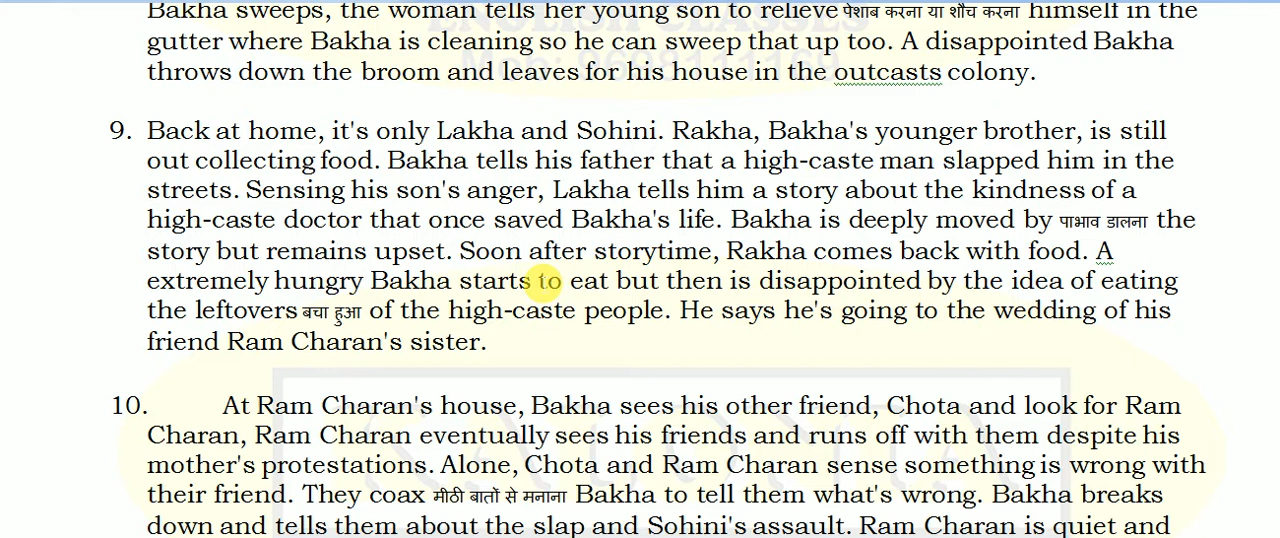 Bakha sweeps, the woman tells her young son to relieve पेशाब करना या शौच करना himself in the
gutter where Bakha is cleaning so he can sweep that up too. A disappointed Bakha
throws down the broom and leaves for his house in the outcasts colony.
9. Back at home, it's only Lakha and Sohini. Rakha, Bakha's younger brother, is still
out collecting food. Bakha tells his father that a high-caste man slapped him in the
streets. Sensing his son's anger, Lakha tells him a story about the kindness of a
high-caste doctor that once saved Bakha's life. Bakha is deeply moved by पाभाव डालना the
story but remains upset. Soon after storytime, Rakha comes back with food. A
extremely hungry Bakha starts to eat but then is disappointed by the idea of eating
the leftovers बचा हुआ of the high-caste people. He says he's going to the wedding of his
friend Ram Charan's sister.
10. At Ram Charan's house, Bakha sees his other friend, Chota and look for Ram
Charan, Ram Charan eventually sees his friends and runs off with them despite his
mother's protestations. Alone, Chota and Ram Charan sense something is wrong with
their friend. They coax मीठी बातों से मनाना Bakha to tell them what's wrong. Bakha breaks
down and tells them about the slap and Sohini's assault. Ram Charan is quiet and